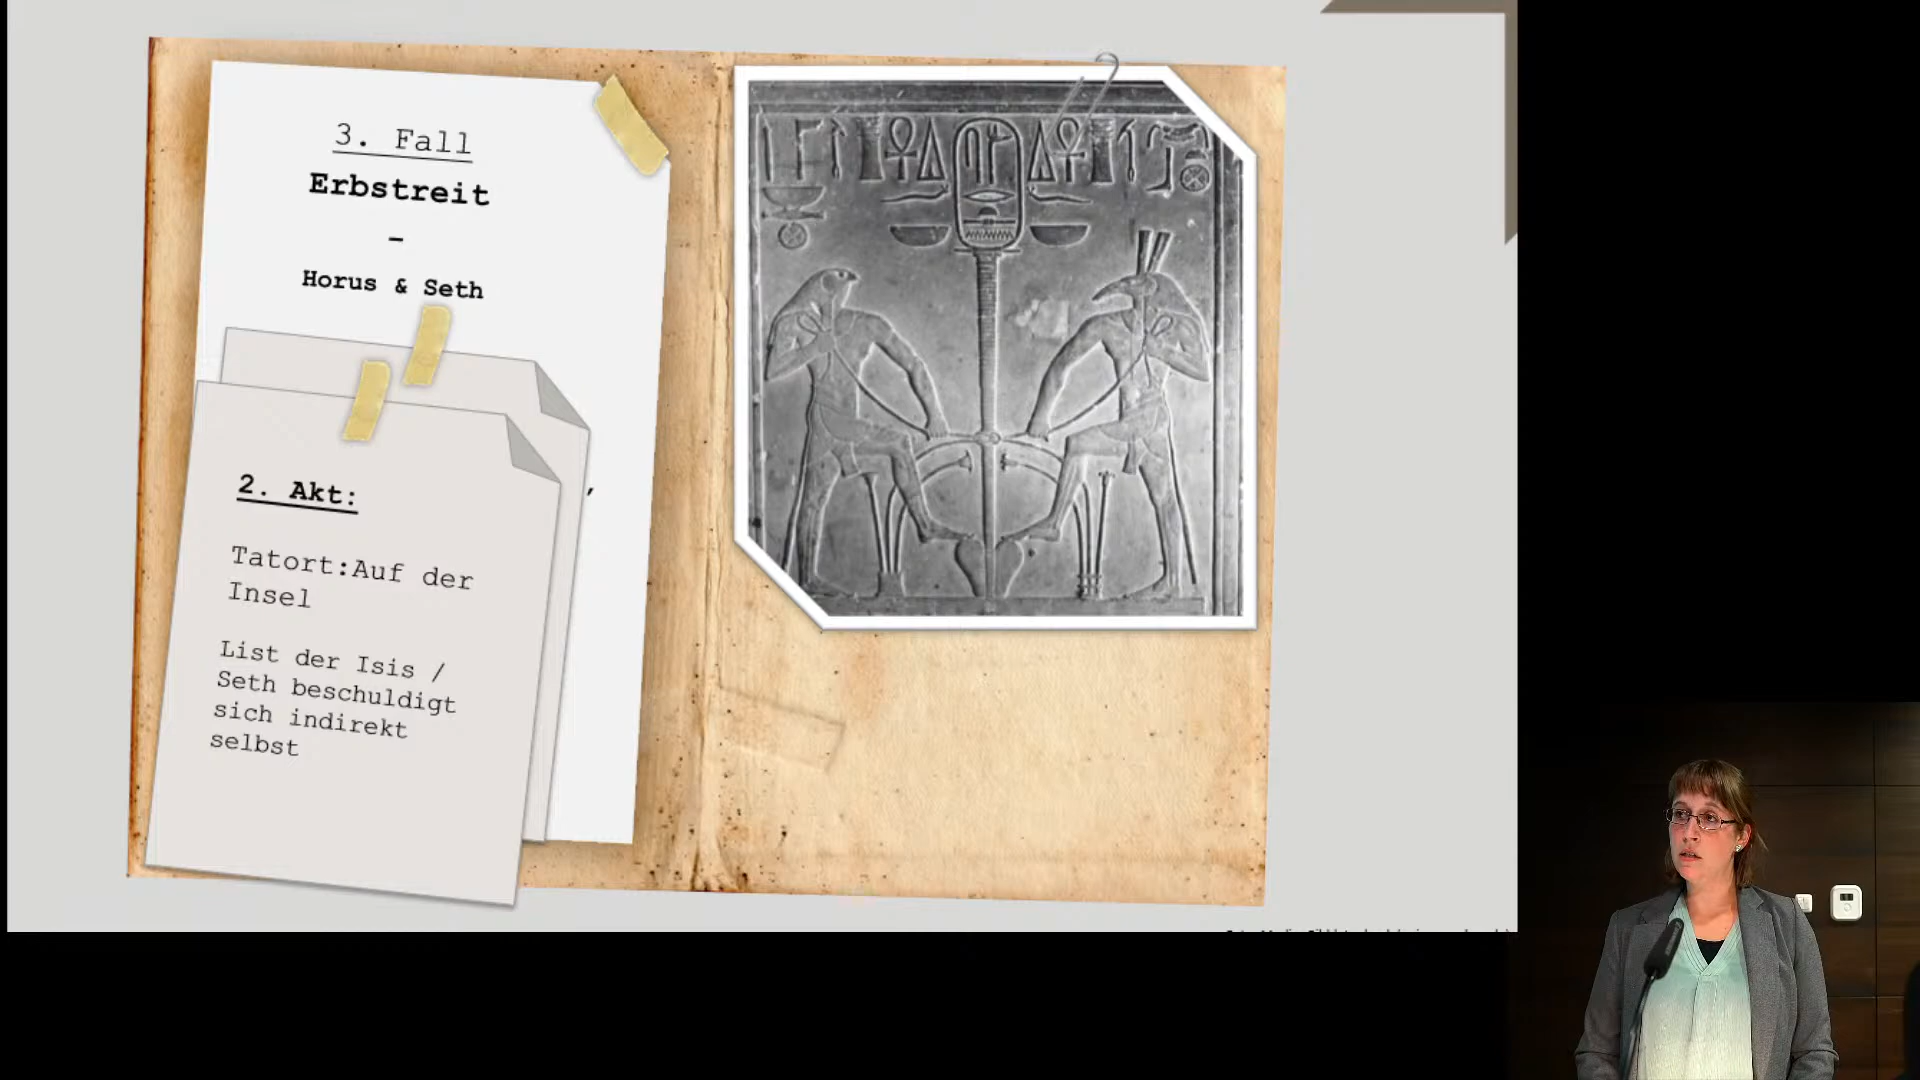 3. Fall
Erbstreit
–
Horus & Seth
,
2. Akt:
Tatort:Auf der
Insel
List der Isis /
Seth beschuldigt
sich indirekt
selbst